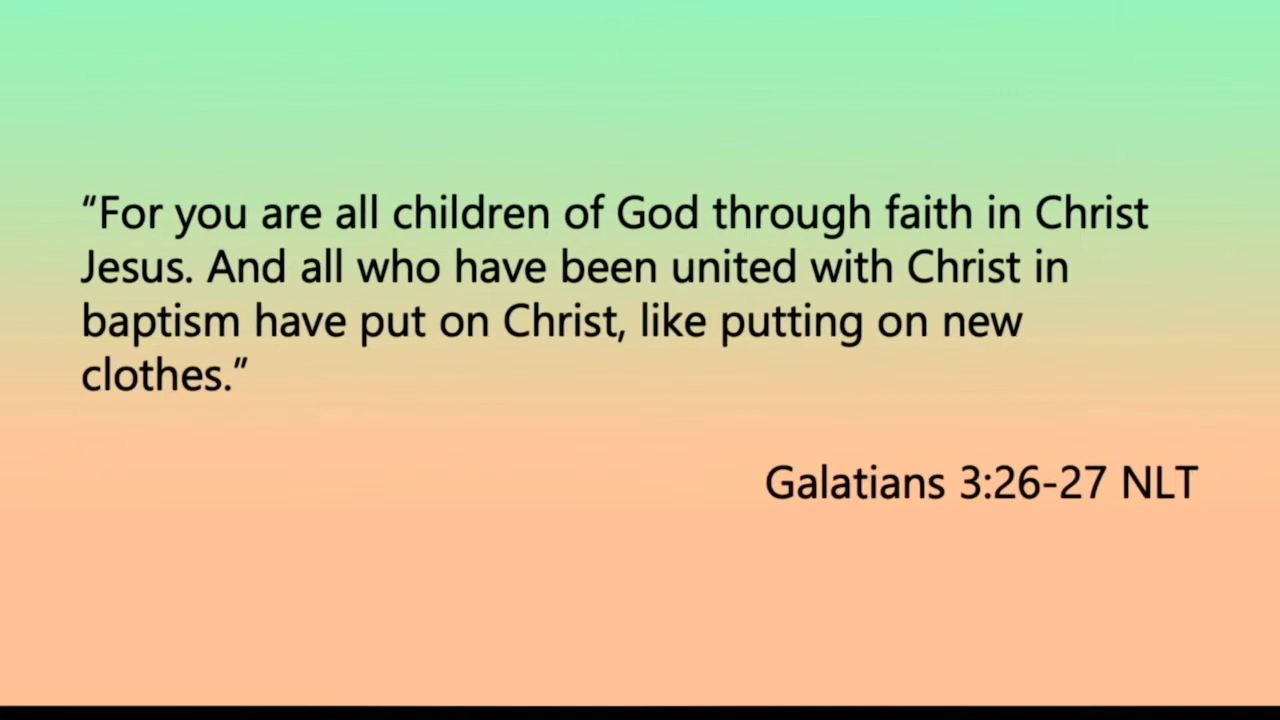 “For you are all children of God through faith in Christ
Jesus. And all who have been united with Christ in
baptism have put on Christ, like putting on new
clothes.”
Galatians 3:26-27 NLT